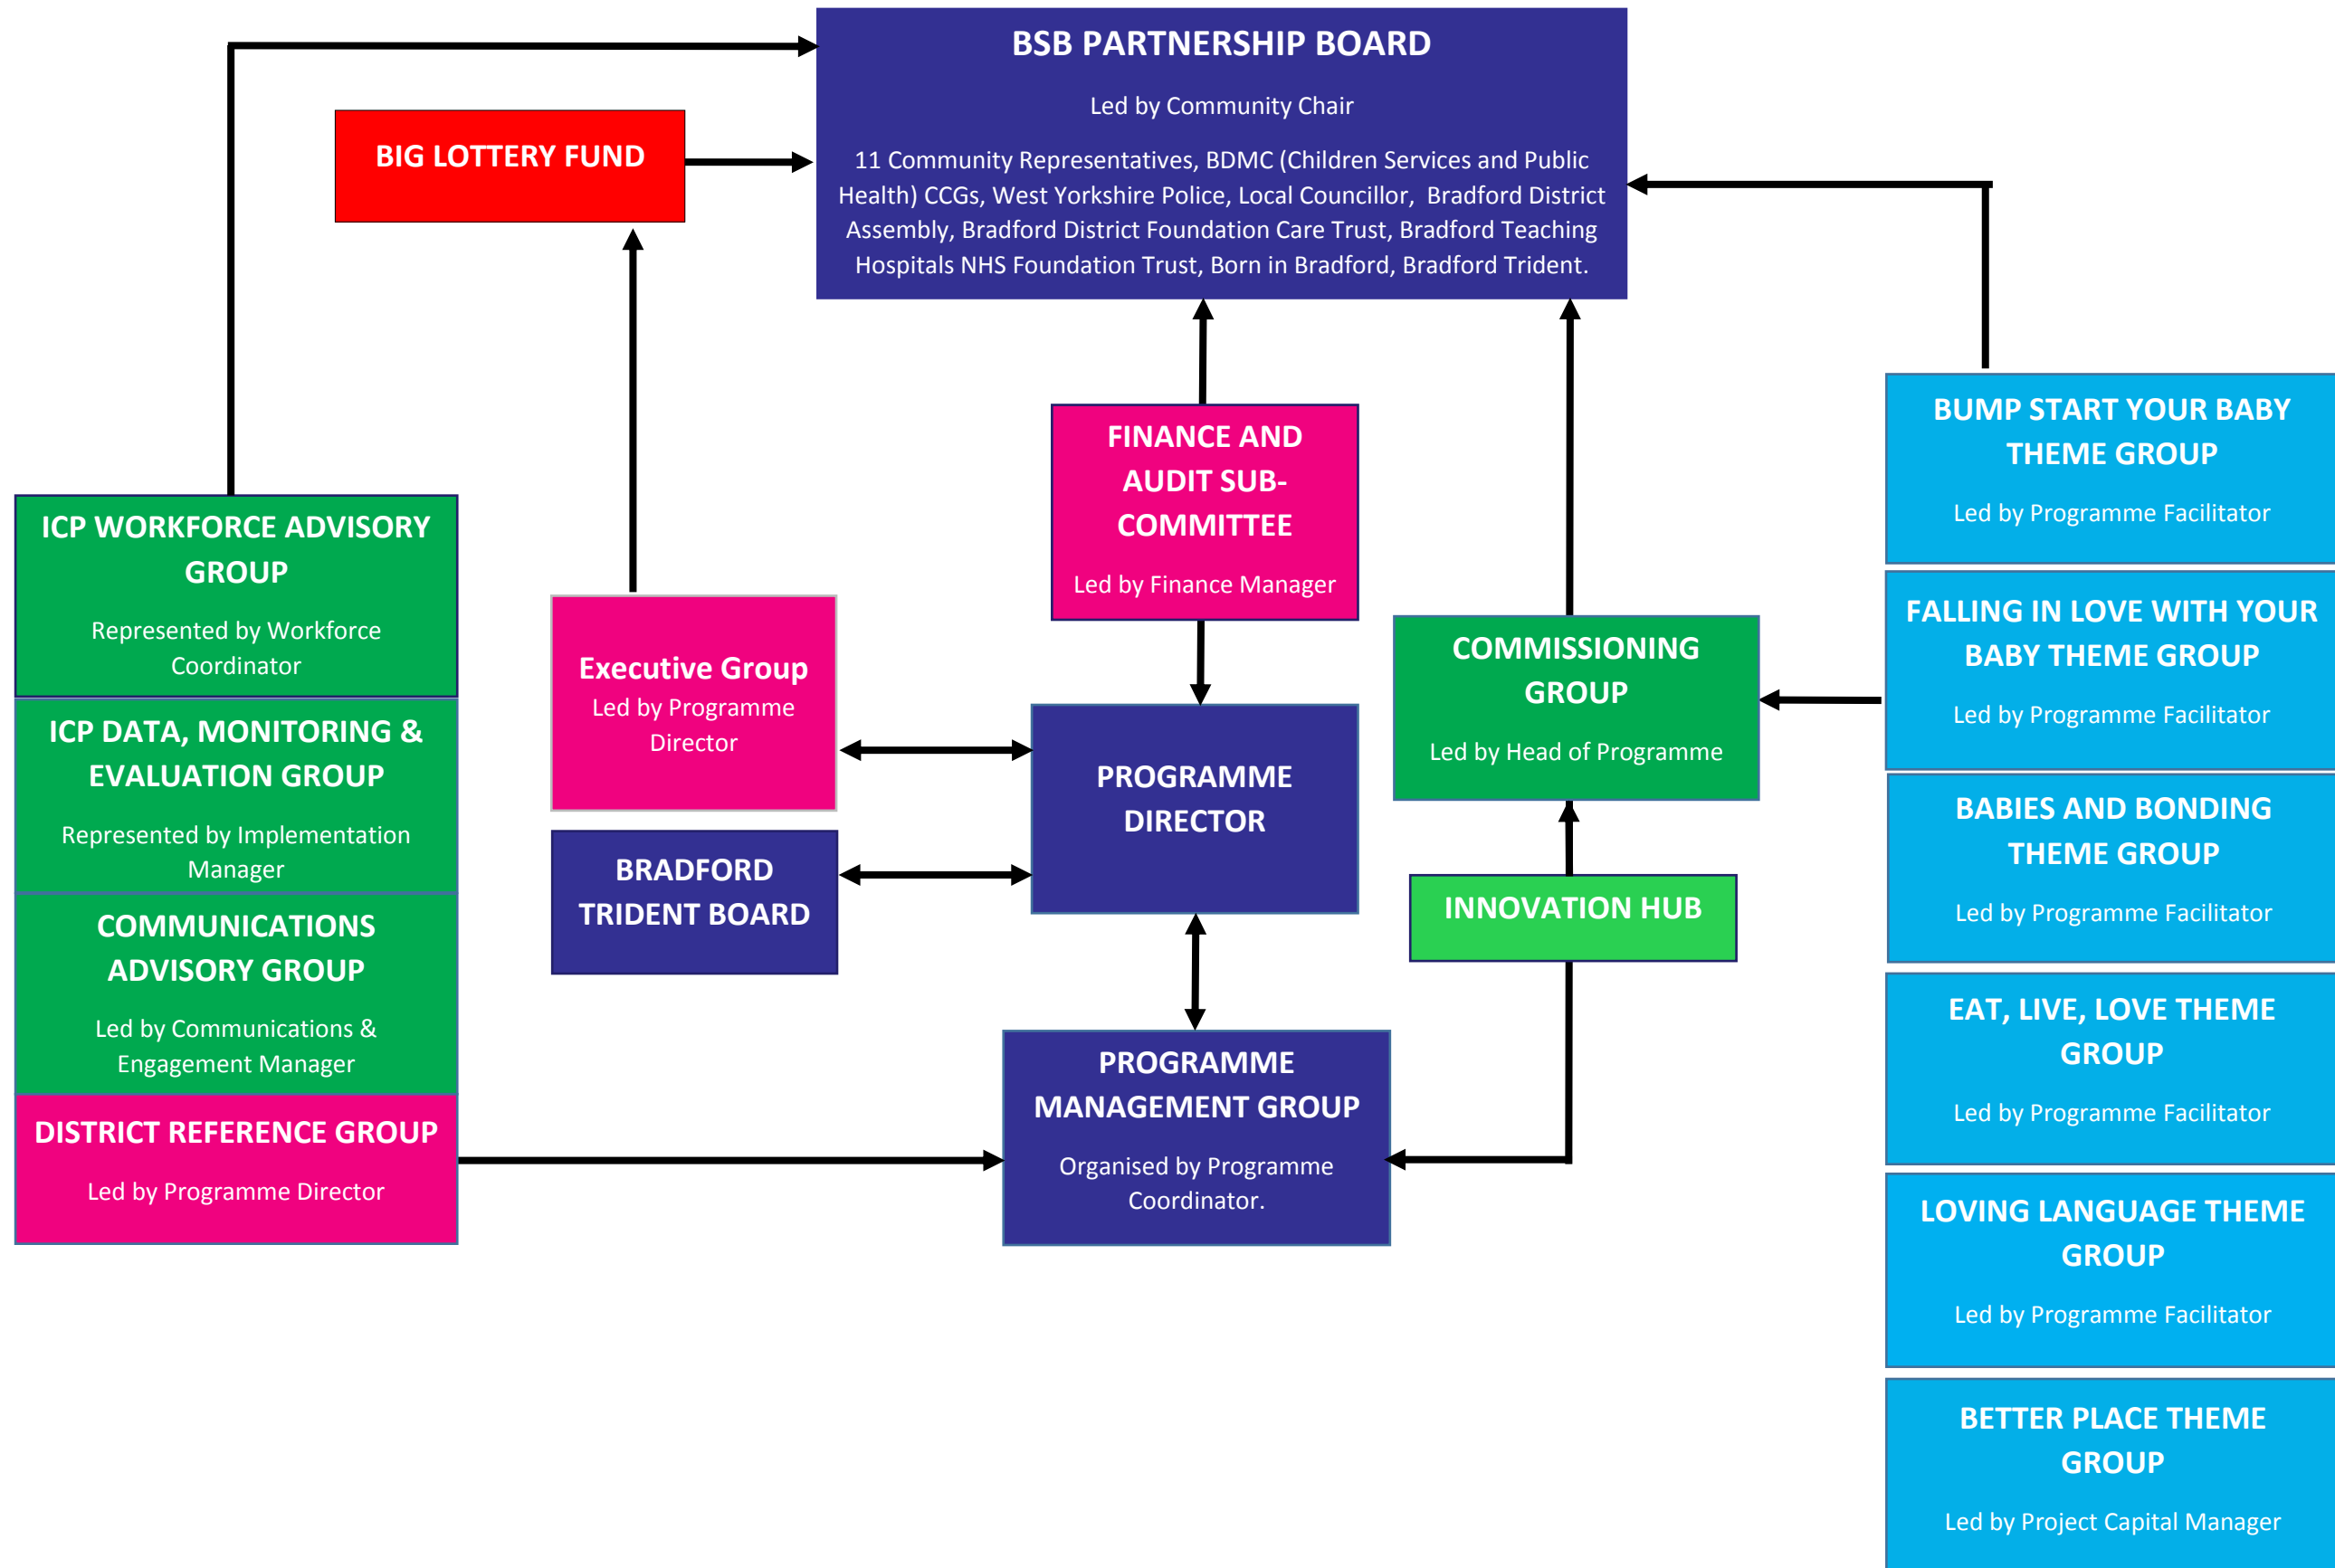 BSB PARTNERSHIP BOARD
Led by Community Chair
11 Community Representatives, BDMC (Children Services and Public
Health) CCGs, West Yorkshire Police, Local Councillor, Bradford District
Assembly, Bradford District Foundation Care Trust, Bradford Teaching
Hospitals NHS Foundation Trust, Born in Bradford, Bradford Trident.
BIG LOTTERY FUND
ICP WORKFORCE ADVISORY
GROUP
Represented by Workforce
Coordinator
ICP DATA, MONITORING &
EVALUATION GROUP
Represented by Implementation
Manager
COMMUNICATIONS
ADVISORY GROUP
Led by Communications &
Engagement Manager
DISTRICT REFERENCE GROUP
Led by Programme Director
Executive Group
Led by Programme
Director
BRADFORD
TRIDENT BOARD
FINANCE AND
AUDIT SUB-
COMMITTEE
Led by Finance Manager
PROGRAMME
DIRECTOR
PROGRAMME
MANAGEMENT GROUP
Organised by Programme
Coordinator.
COMMISSIONING
GROUP
Led by Head of Programme
INNOVATION HUB
BUMP START YOUR BABY
THEME GROUP
Led by Programme Facilitator
FALLING IN LOVE WITH YOUR
BABY THEME GROUP
Led by Programme Facilitator
BABIES AND BONDING
THEME GROUP
Led by Programme Facilitator
EAT, LIVE, LOVE THEME
GROUP
Led by Programme Facilitator
LOVING LANGUAGE THEME
GROUP
Led by Programme Facilitator
BETTER PLACE THEME
GROUP
Led by Project Capital Manager